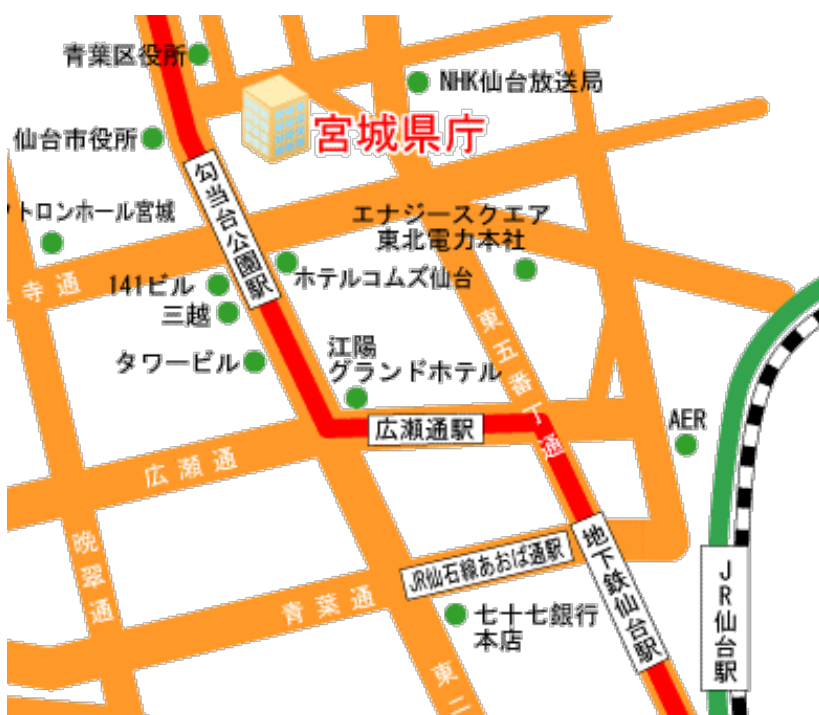 青葉区役所
NHK仙台放送局
宮城県庁
仙台市役所
勾当台公園駅
トロンホール宮城
エナジースクエア
東北電力本社
寺通
141ビル
ホテルコムズ仙台
三越
東五番丁通
江陽
グランドホテル
タワービル
広瀬通駅
AER
広瀬通
晩翠通
地下鉄仙台駅
JR仙石線あおば通駅
JR仙台駅
青葉通
七十七銀行
本店
東二